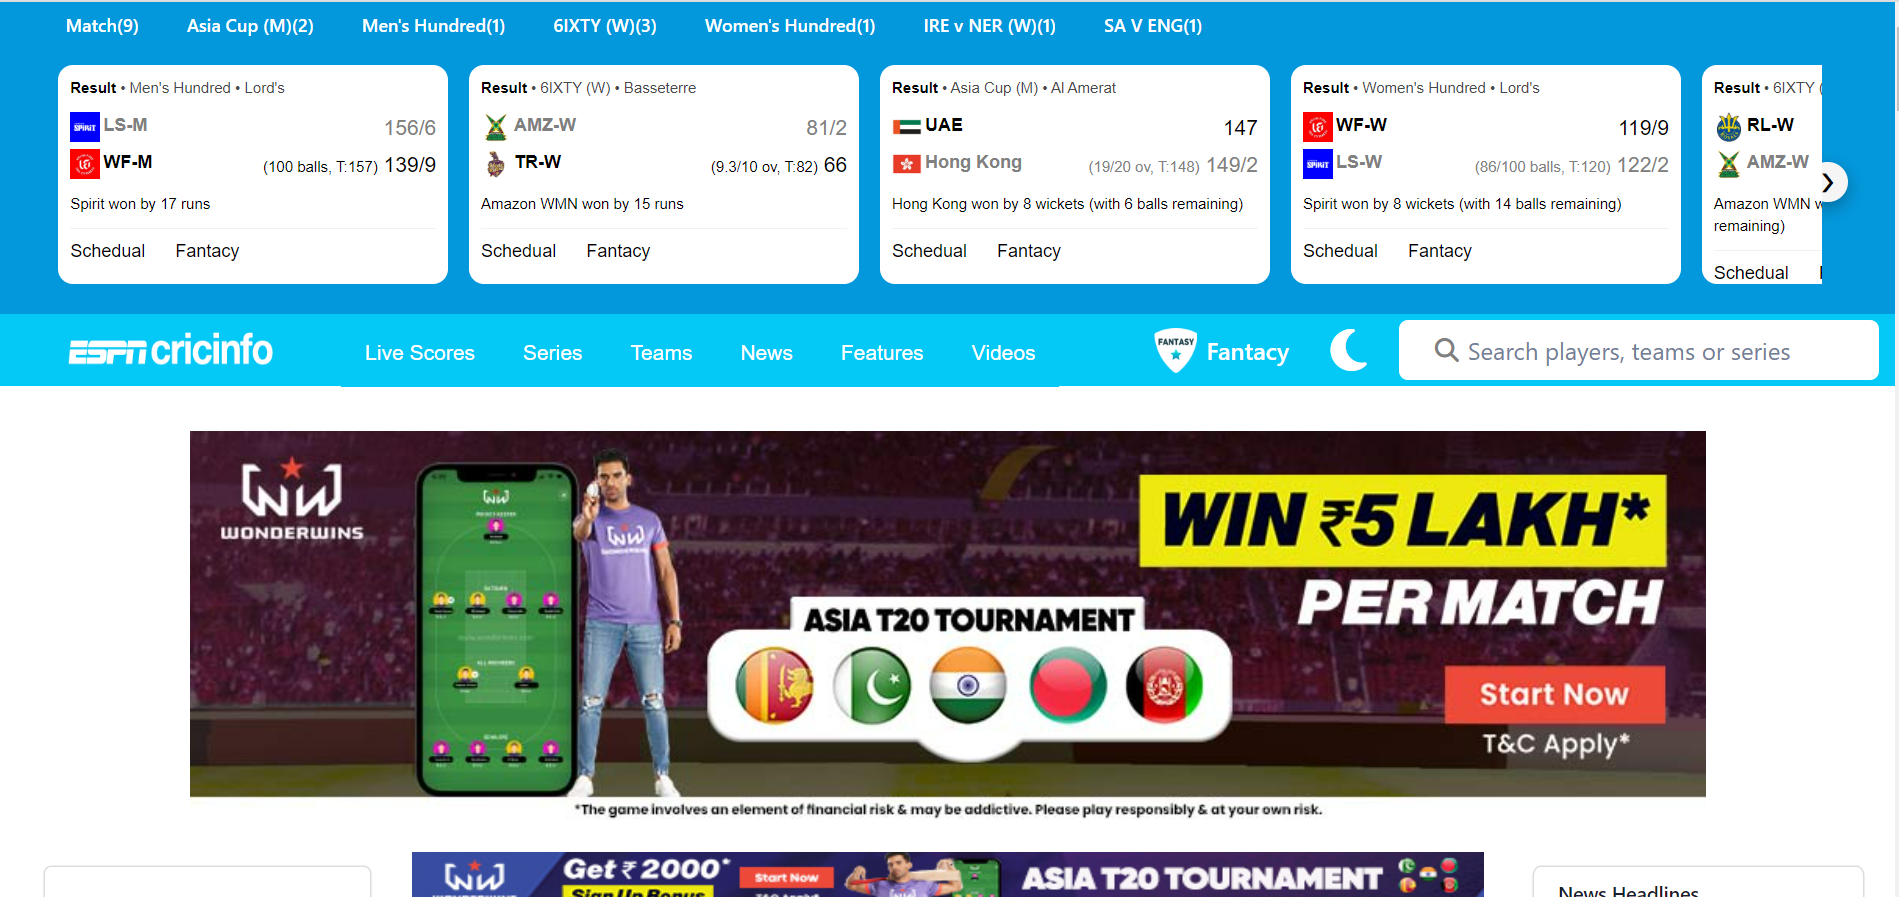 Match(9) Asia Cup (M)(2) Men's Hundred(1) 6IXTY (W)(3) Women's Hundred(1) IRE v NER (W)(1) SA V ENG(1)
Result • Men's Hundred • Lord's
SPIRIT LS-M 156/6
WF-M (100 balls, T:157) 139/9
Spirit won by 17 runs
Schedual Fantacy
Result • 6IXTY (W) • Basseterre
AMZ-W 81/2
TR-W (9.3/10 ov, T:82) 66
Amazon WMN won by 15 runs
Schedual Fantacy
Result • Asia Cup (M) • Al Amerat
UAE 147
Hong Kong (19/20 ov, T:148) 149/2
Hong Kong won by 8 wickets (with 6 balls remaining)
Schedual Fantacy
Result • Women's Hundred • Lord's
WF-W 119/9
SPIRIT LS-W (86/100 balls, T:120) 122/2
Spirit won by 8 wickets (with 14 balls remaining)
Schedual Fantacy
Result • 6IXTY (
RL-W
AMZ-W
Amazon WMN w
remaining)
Schedual
ESPN cricinfo Live Scores Series Teams News Features Videos FANTASY Fantacy Search players, teams or series
WONDERWINS
WIN ₹5 LAKH*
PER MATCH
ASIA T20 TOURNAMENT
Start Now
T&C Apply*
*The game involves an element of financial risk & may be addictive. Please play responsibly & at your own risk.
Get ₹2000*
Sign Up Bonus
Start Now
T&C Apply*
WONDERWINS
ASIA T20 TOURNAMENT
News Headlines